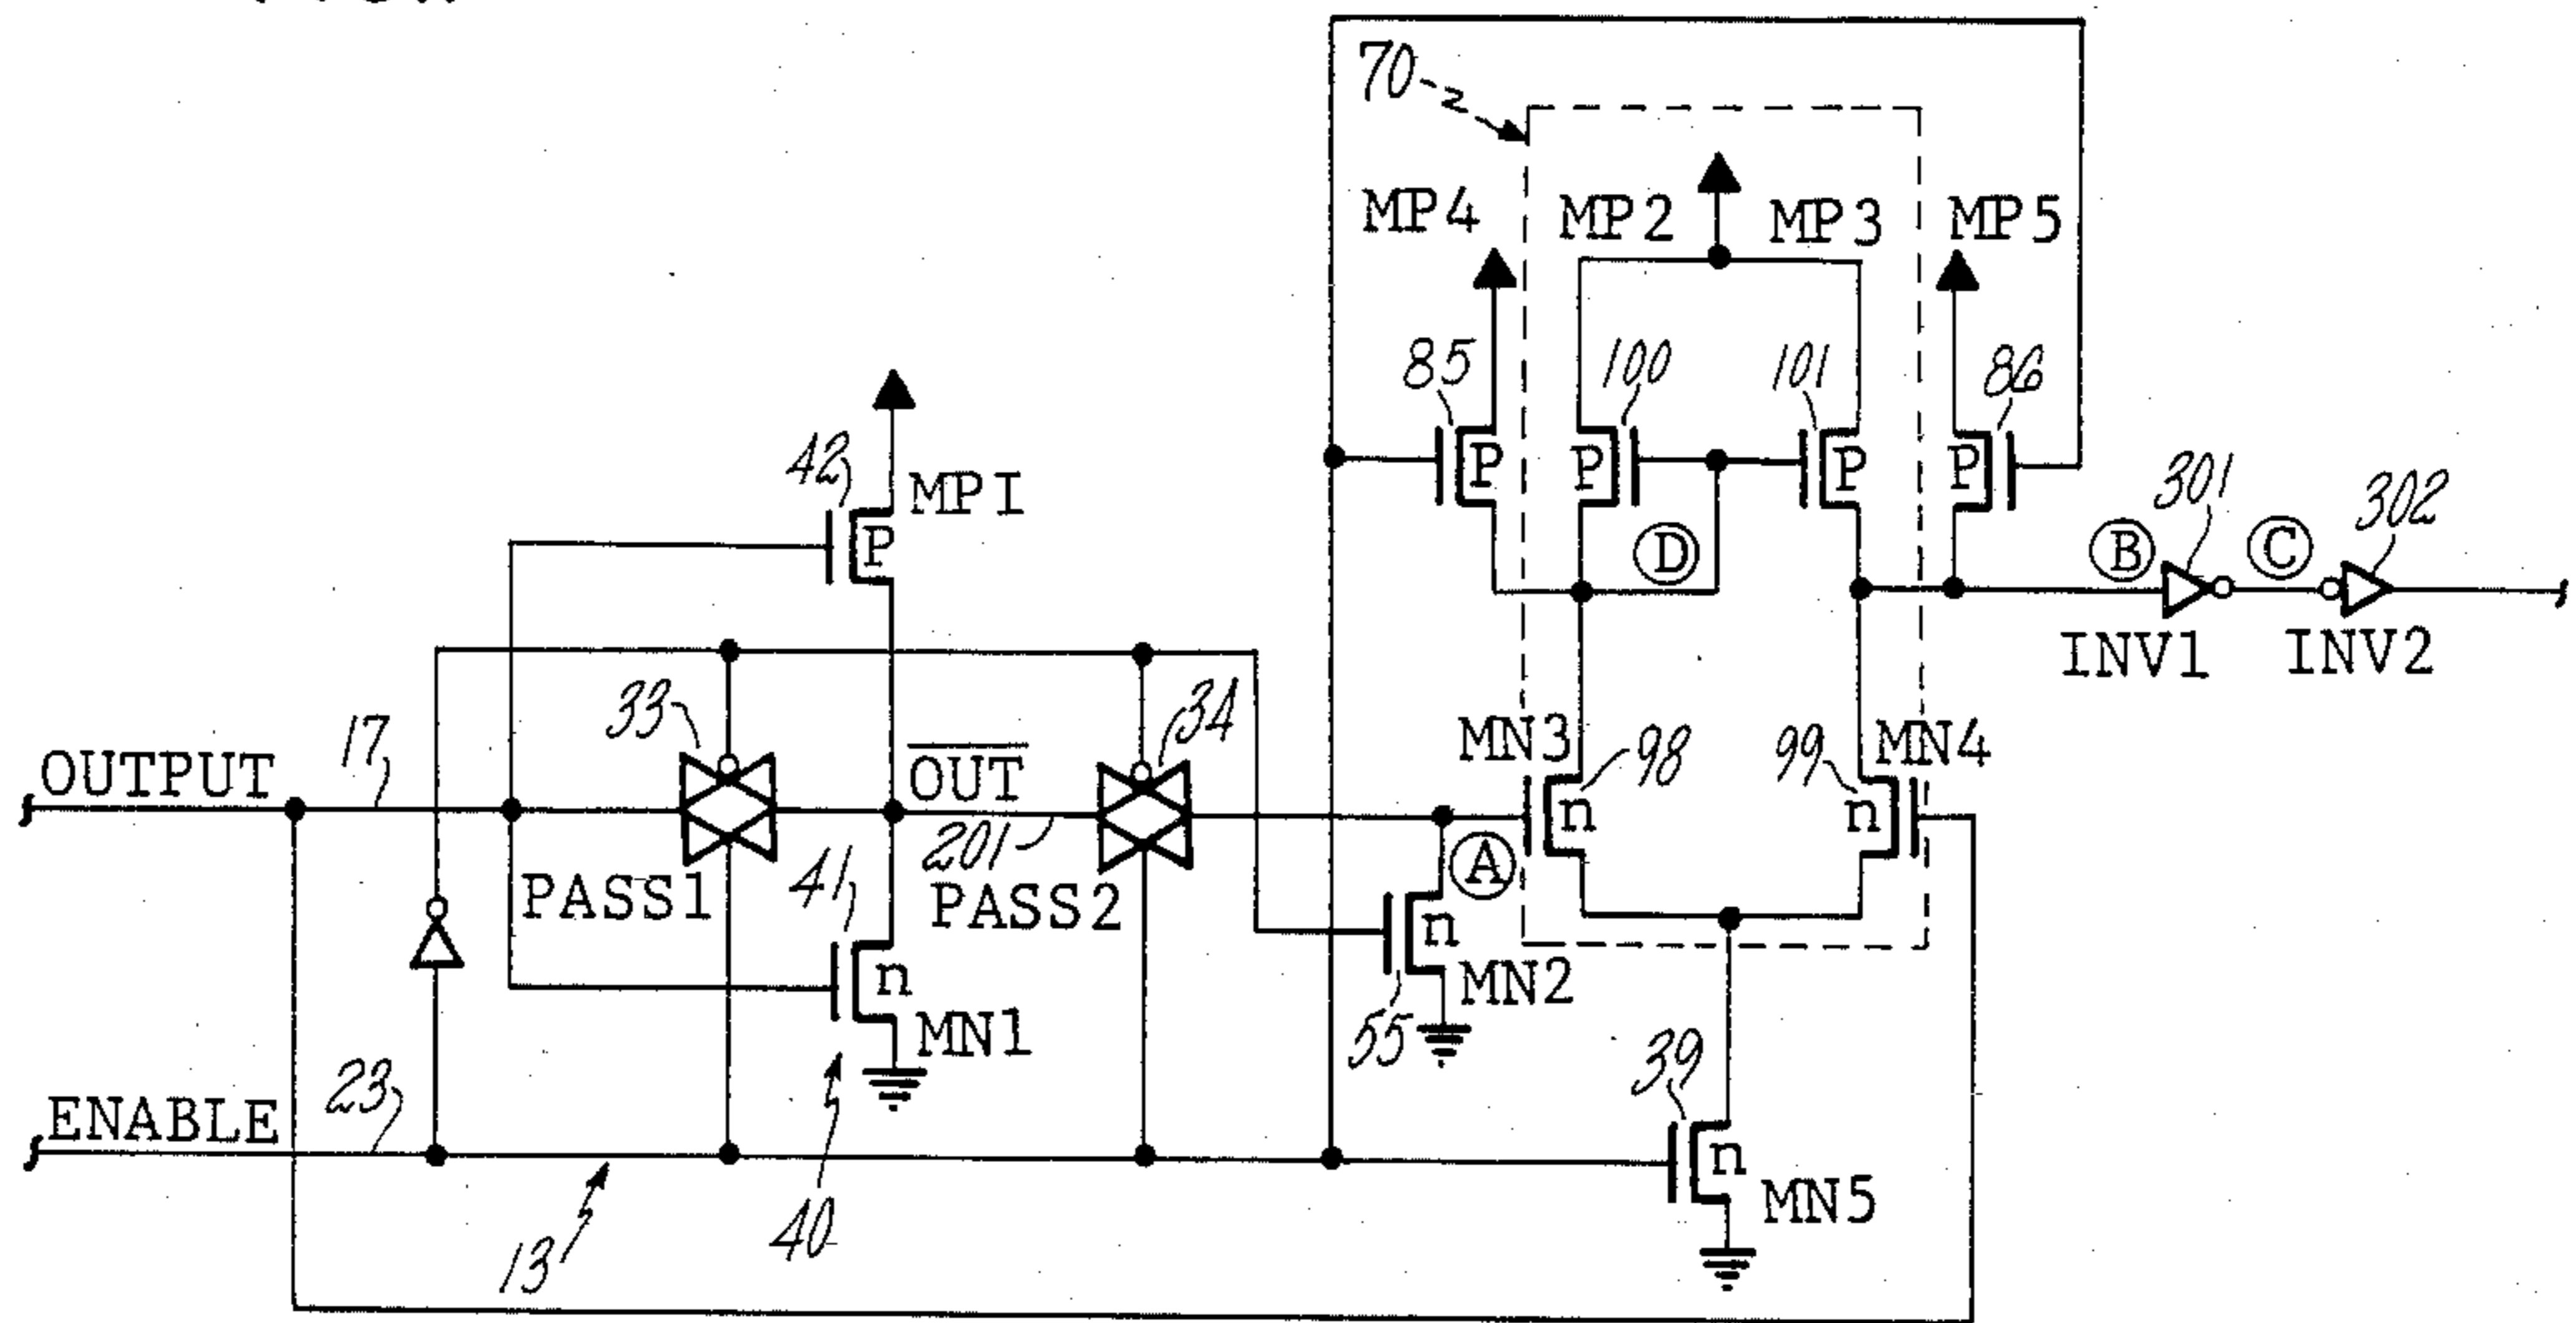 70
MP4
MP2
MP3
MP5
85
100
101
86
42
MPI
P
P
P
P
P
D
B
301
C
302
INV1
INV2
33
34
OUTPUT
17
OUT
201
PASS1
PASS2
41
n
MN1
40
A
MN3
98
n
99
n
MN4
n
MN2
55
39
n
MN5
ENABLE
23
13